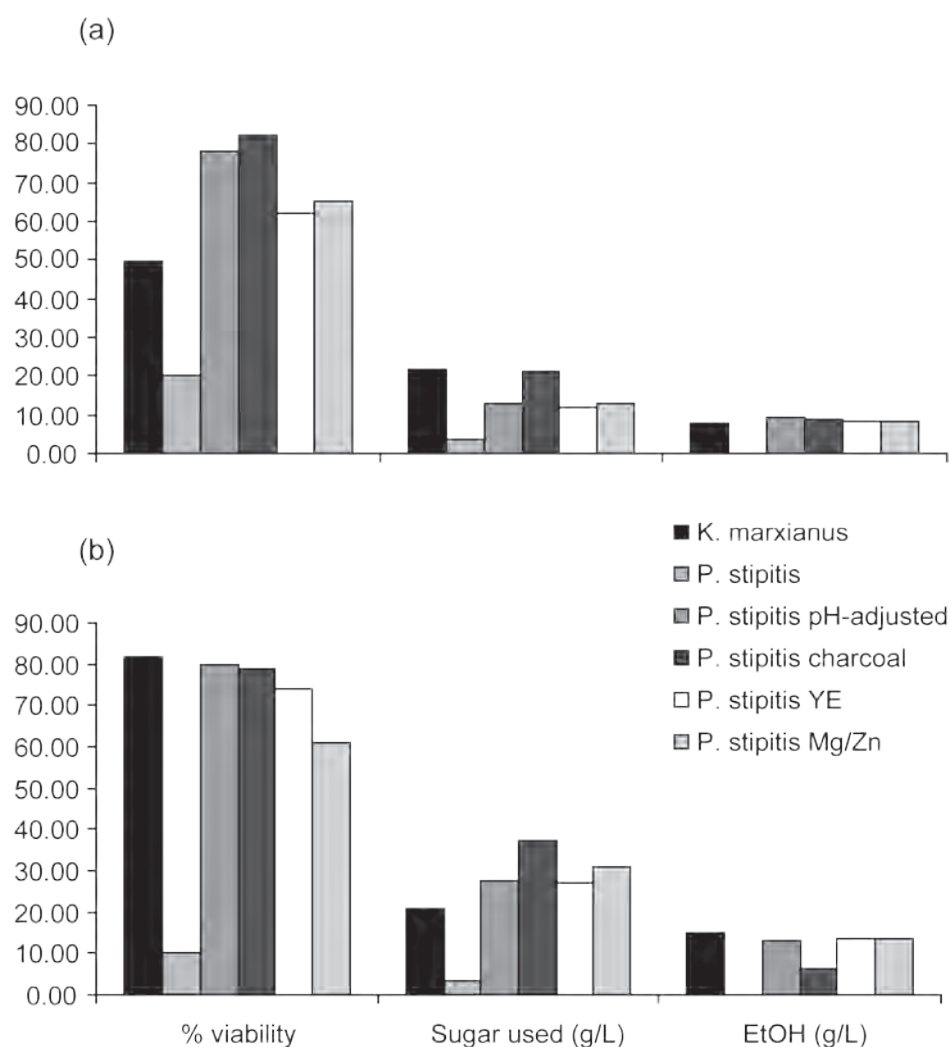 (a)
90.00
80.00
70.00
60.00
50.00
40.00
30.00
20.00
10.00
0.00
(b)
K. marxianus
P. stipitis
P. stipitis pH-adjusted
P. stipitis charcoal
P. stipitis YE
P. stipitis Mg/Zn
90.00
80.00
70.00
60.00
50.00
40.00
30.00
20.00
10.00
0.00
% viability Sugar used (g/L) EtOH (g/L)